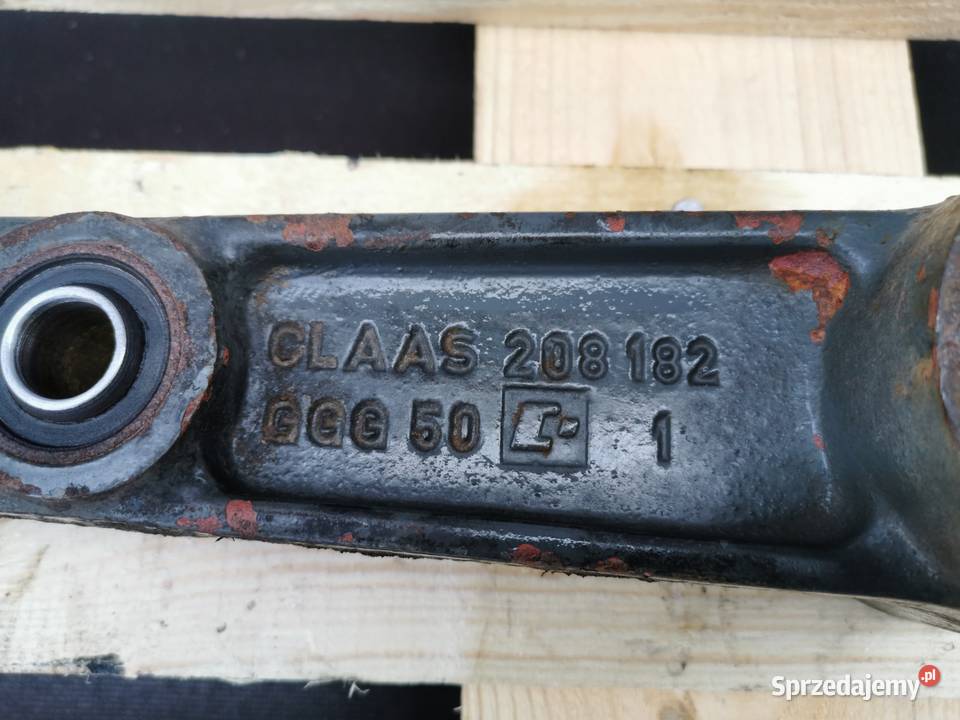 CLAAS 208 182
GGG 50 1
Sprzedajemy.pl